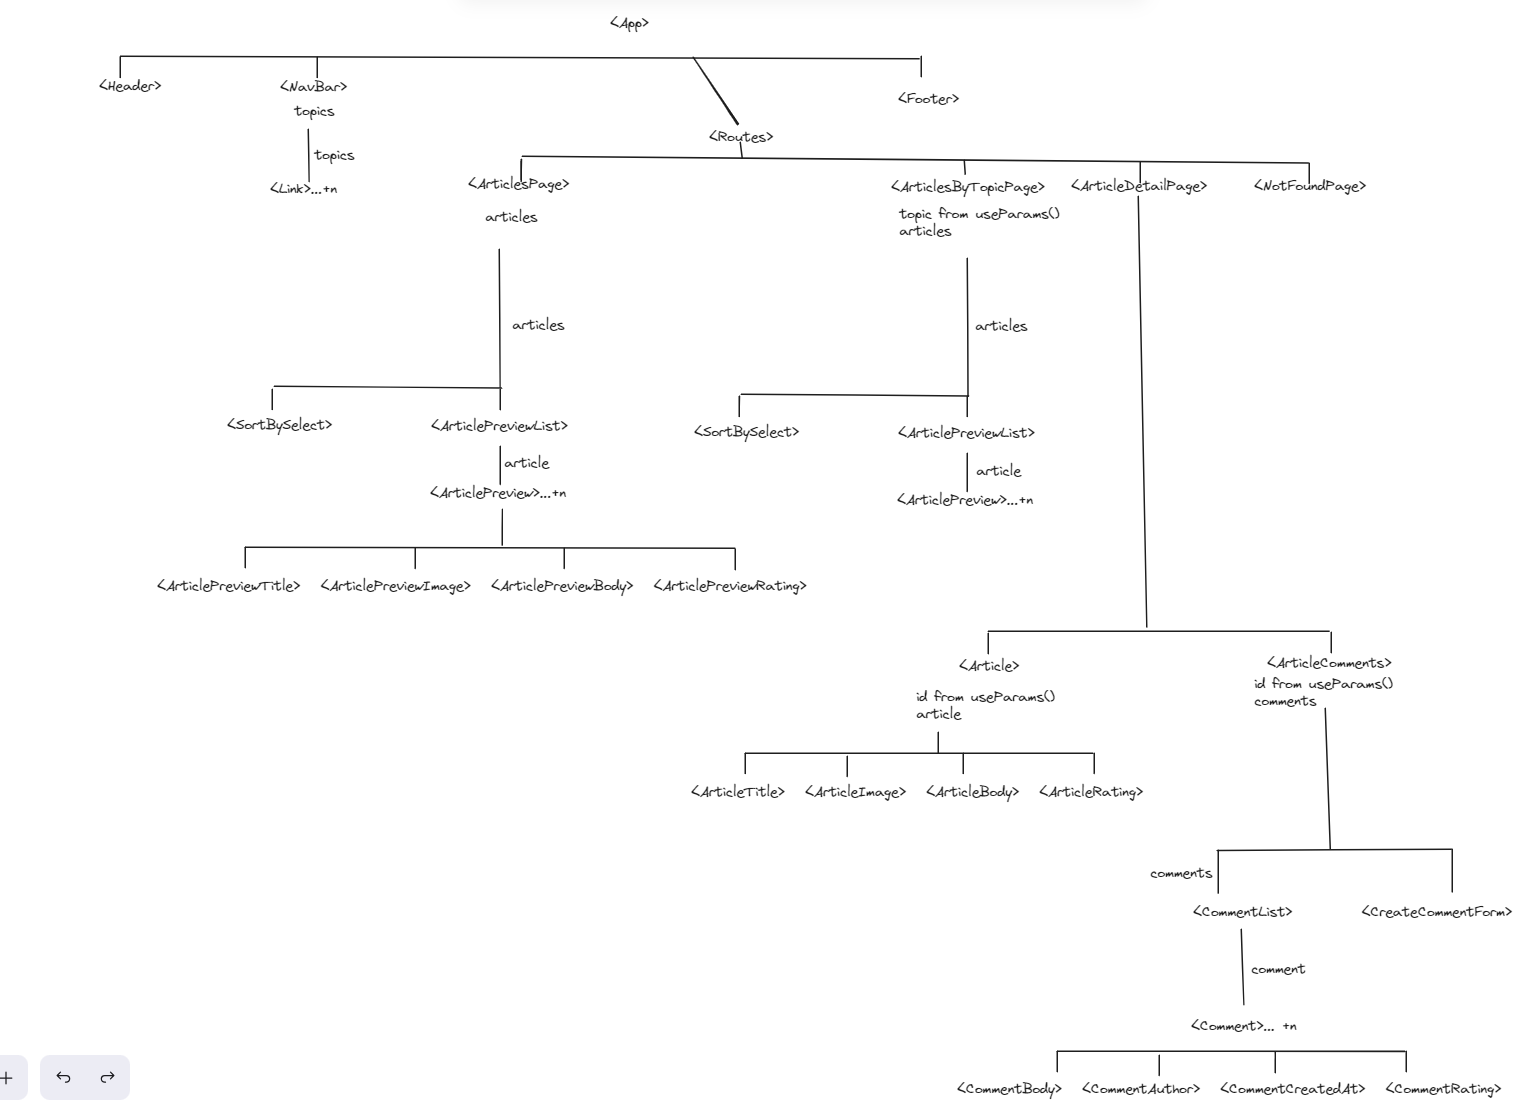 <App>
<Header>
<NavBar>
topics
topics
<Link>...+n
<Footer>
<Routes>
<ArticlesPage>
articles
<ArticlesByTopicPage>
topic from useParams()
articles
<ArticleDetailPage>
<NotFoundPage>
articles
articles
<SortBySelect>
<ArticlePreviewList>
article
<ArticlePreview>...+n
<SortBySelect>
<ArticlePreviewList>
article
<ArticlePreview>...+n
<ArticlePreviewTitle>
<ArticlePreviewImage>
<ArticlePreviewBody>
<ArticlePreviewRating>
<Article>
id from useParams()
article
<ArticleComments>
id from useParams()
comments
<ArticleTitle>
<ArticleImage>
<ArticleBody>
<ArticleRating>
comments
<CommentList>
<CreateCommentForm>
comment
<Comment>... +n
<CommentBody>
<CommentAuthor>
<CommentCreatedAt>
<CommentRating>